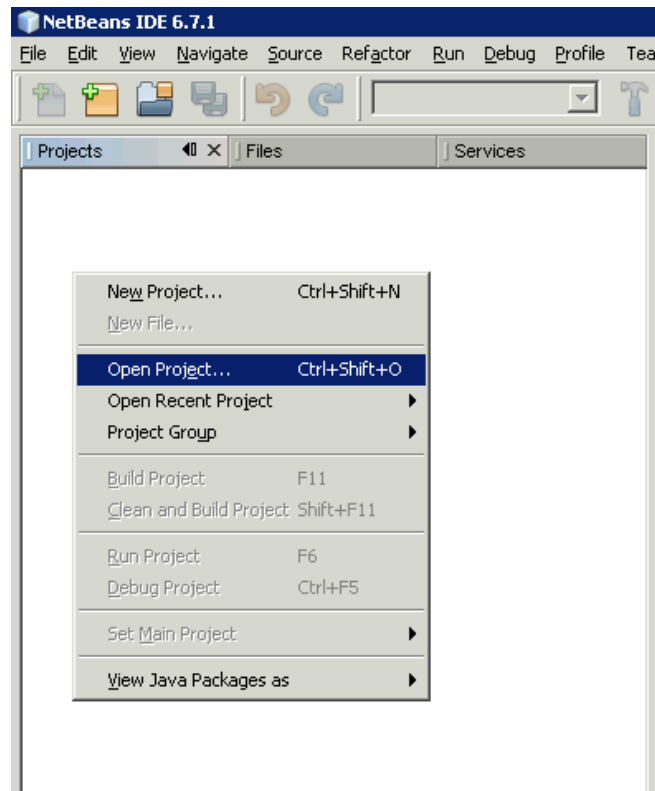 NetBeans IDE 6.7.1
File Edit View Navigate Source Refactor Run Debug Profile Tea
Projects Files Services
New Project... Ctrl+Shift+N
New File...
Open Project... Ctrl+Shift+O
Open Recent Project
Project Group
Build Project F11
Clean and Build Project Shift+F11
Run Project F6
Debug Project Ctrl+F5
Set Main Project
View Java Packages as